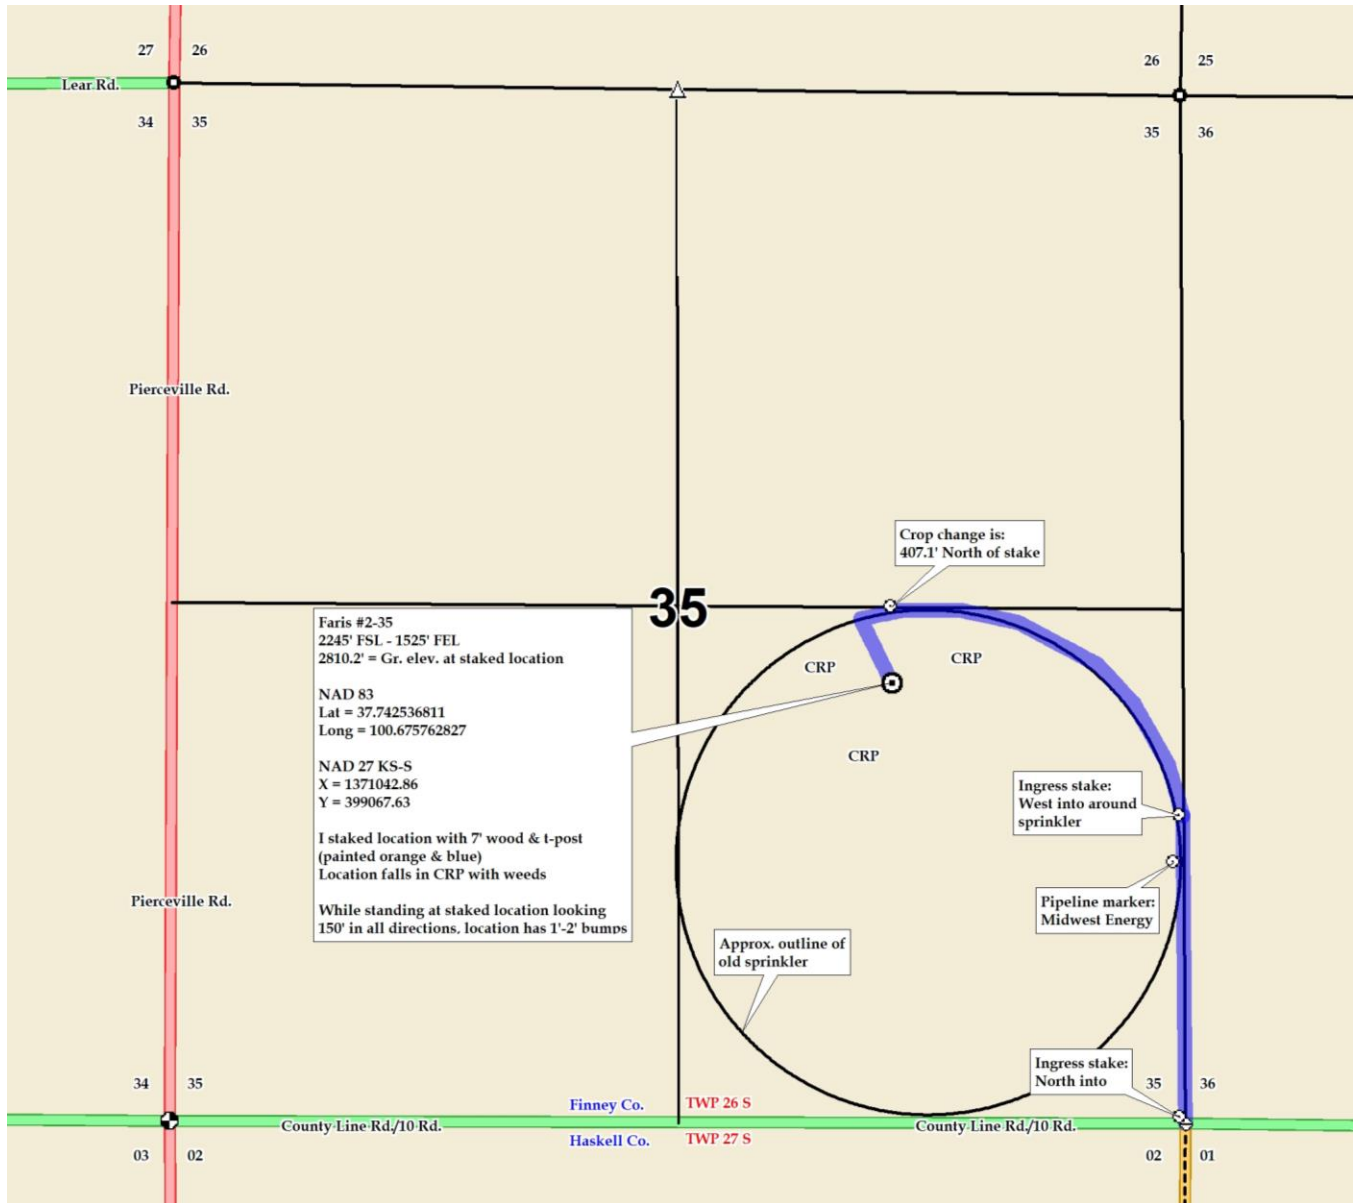 27 26
26 25
Lear Rd.
34 35
35 36
Pierceville Rd.
Crop change is:
407.1' North of stake
35
Faris #2-35
2245' FSL - 1525' FEL
2810.2' = Gr. elev. at staked location
NAD 83
Lat = 37.742536811
Long = 100.675762827
NAD 27 KS-S
X = 1371042.86
Y = 399067.63
I staked location with 7' wood & t-post
(painted orange & blue)
Location falls in CRP with weeds
While standing at staked location looking
150' in all directions, location has 1'-2' bumps
CRP
CRP
CRP
Ingress stake:
West into around
sprinkler
Pipeline marker:
Midwest Energy
Pierceville Rd.
Approx. outline of
old sprinkler
Ingress stake:
North into
34 35
35 36
Finney Co. TWP 26 S
County Line Rd./10 Rd.
County Line Rd./10 Rd.
Haskell Co. TWP 27 S
03 02
02 01